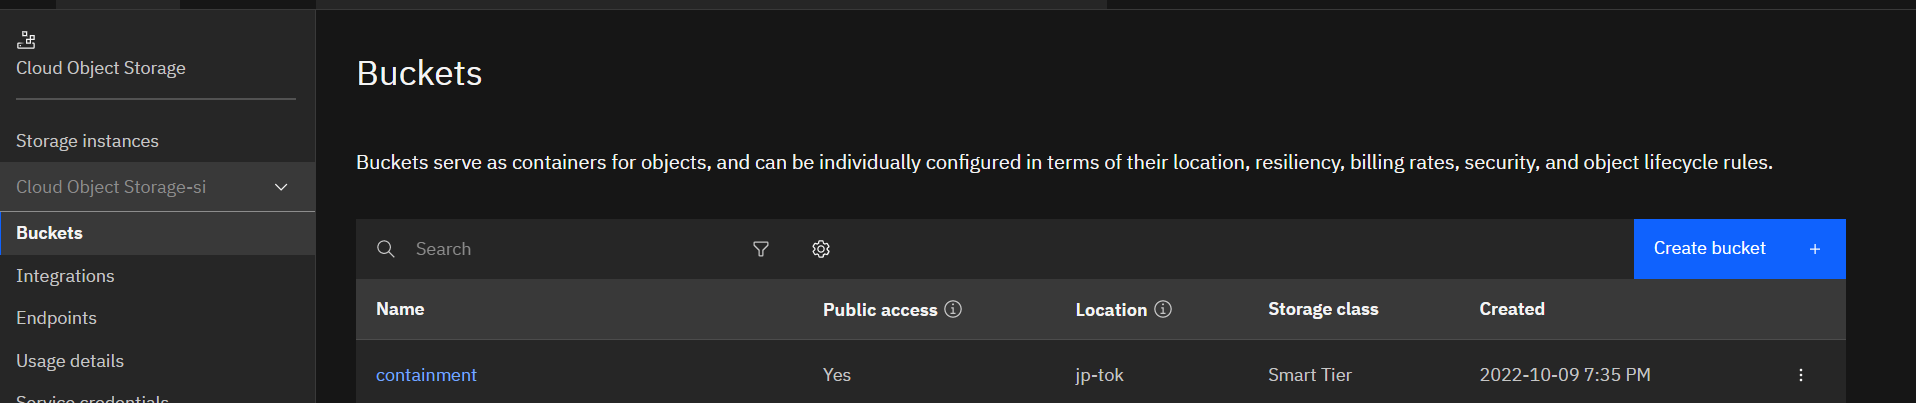 Cloud Object Storage
Storage instances
Cloud Object Storage-si
Buckets
Integrations
Endpoints
Usage details
Service credentials
Buckets
Buckets serve as containers for objects, and can be individually configured in terms of their location, resiliency, billing rates, security, and object lifecycle rules.
Search
Create bucket +
Name Public access Location Storage class Created
containment Yes jp-tok Smart Tier 2022-10-09 7:35 PM